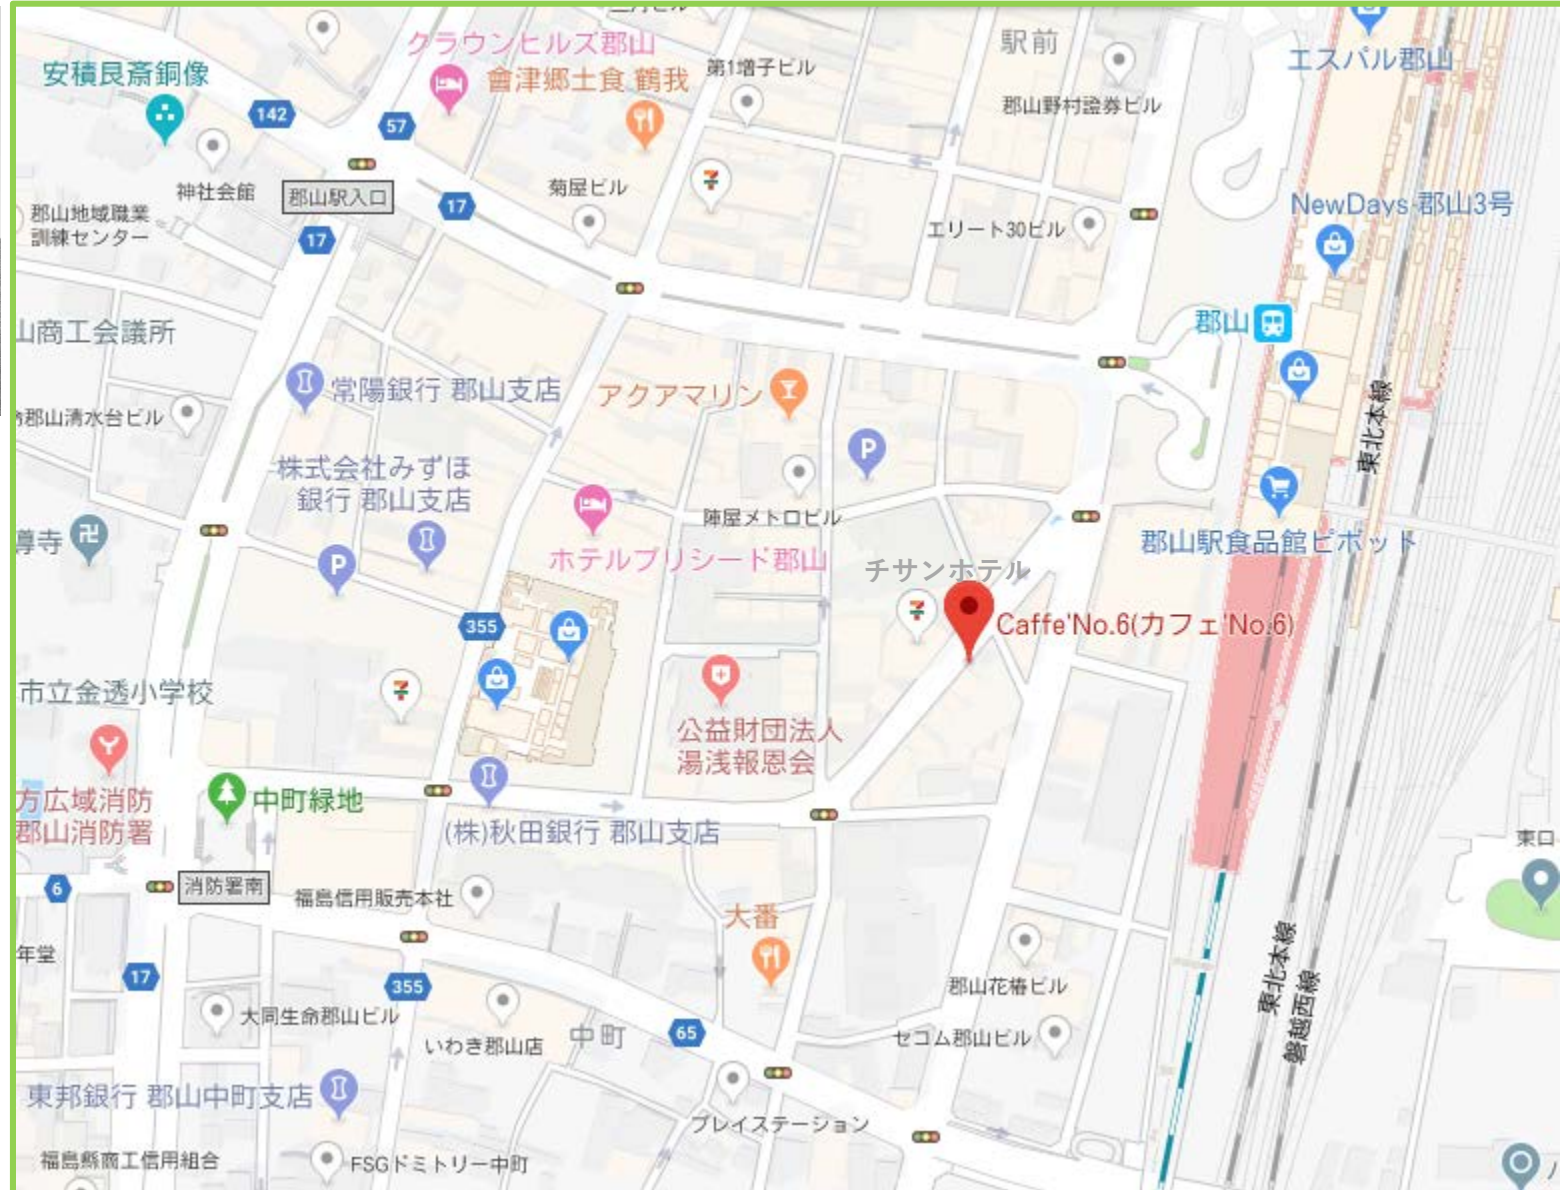 クラウンヒルズ郡山
駅前
エスパル郡山
安積艮斎銅像
會津郷土食 鶴我
第1増子ビル
郡山野村證券ビル
142
57
神社会館
郡山駅入口
菊屋ビル
17
NewDays 郡山3号
郡山地域職業
訓練センター
17
エリート30ビル
山商工会議所
郡山
常陽銀行 郡山支店
アクアマリン
P
郡山清水台ビル
東北本線
株式会社みずほ
銀行 郡山支店
陣屋メトロビル
尊寺
P
ホテルプリシード郡山
郡山駅食品館ピボット
チサンホテル
355
Caffe'No.6(カフェ'No.6)
市立金透小学校
公益財団法人
湯浅報恩会
方広域消防
郡山消防署
中町緑地
(株)秋田銀行 郡山支店
東口
6
消防署南
福島信用販売本社
大番
年堂
17
355
郡山花椿ビル
東北本線
磐越西線
大同生命郡山ビル
いわき郡山店
中町
65
セコム郡山ビル
東邦銀行 郡山中町支店
プレイステーション
福島縣商工信用組合
FSGドミトリー中町